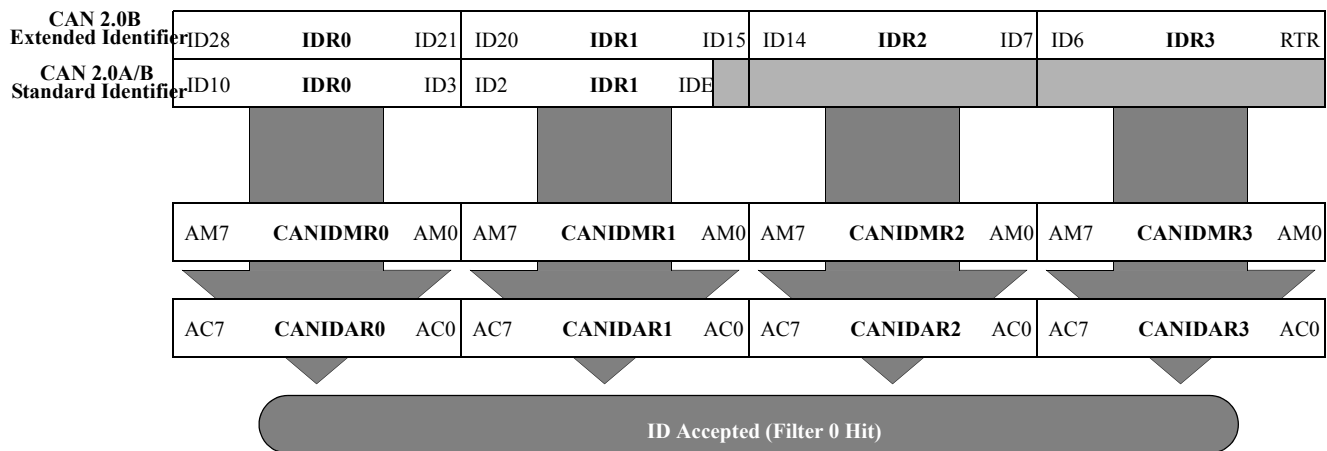 CAN 2.0B
Extended Identifier ID28 IDR0 ID21 ID20 IDR1 ID15 ID14 IDR2 ID7 ID6 IDR3 RTR
CAN 2.0A/B
Standard Identifier ID10 IDR0 ID3 ID2 IDR1 IDE
AM7 CANIDMR0 AM0 AM7 CANIDMR1 AM0 AM7 CANIDMR2 AM0 AM7 CANIDMR3 AM0
AC7 CANIDAR0 AC0 AC7 CANIDAR1 AC0 AC7 CANIDAR2 AC0 AC7 CANIDAR3 AC0
ID Accepted (Filter 0 Hit)